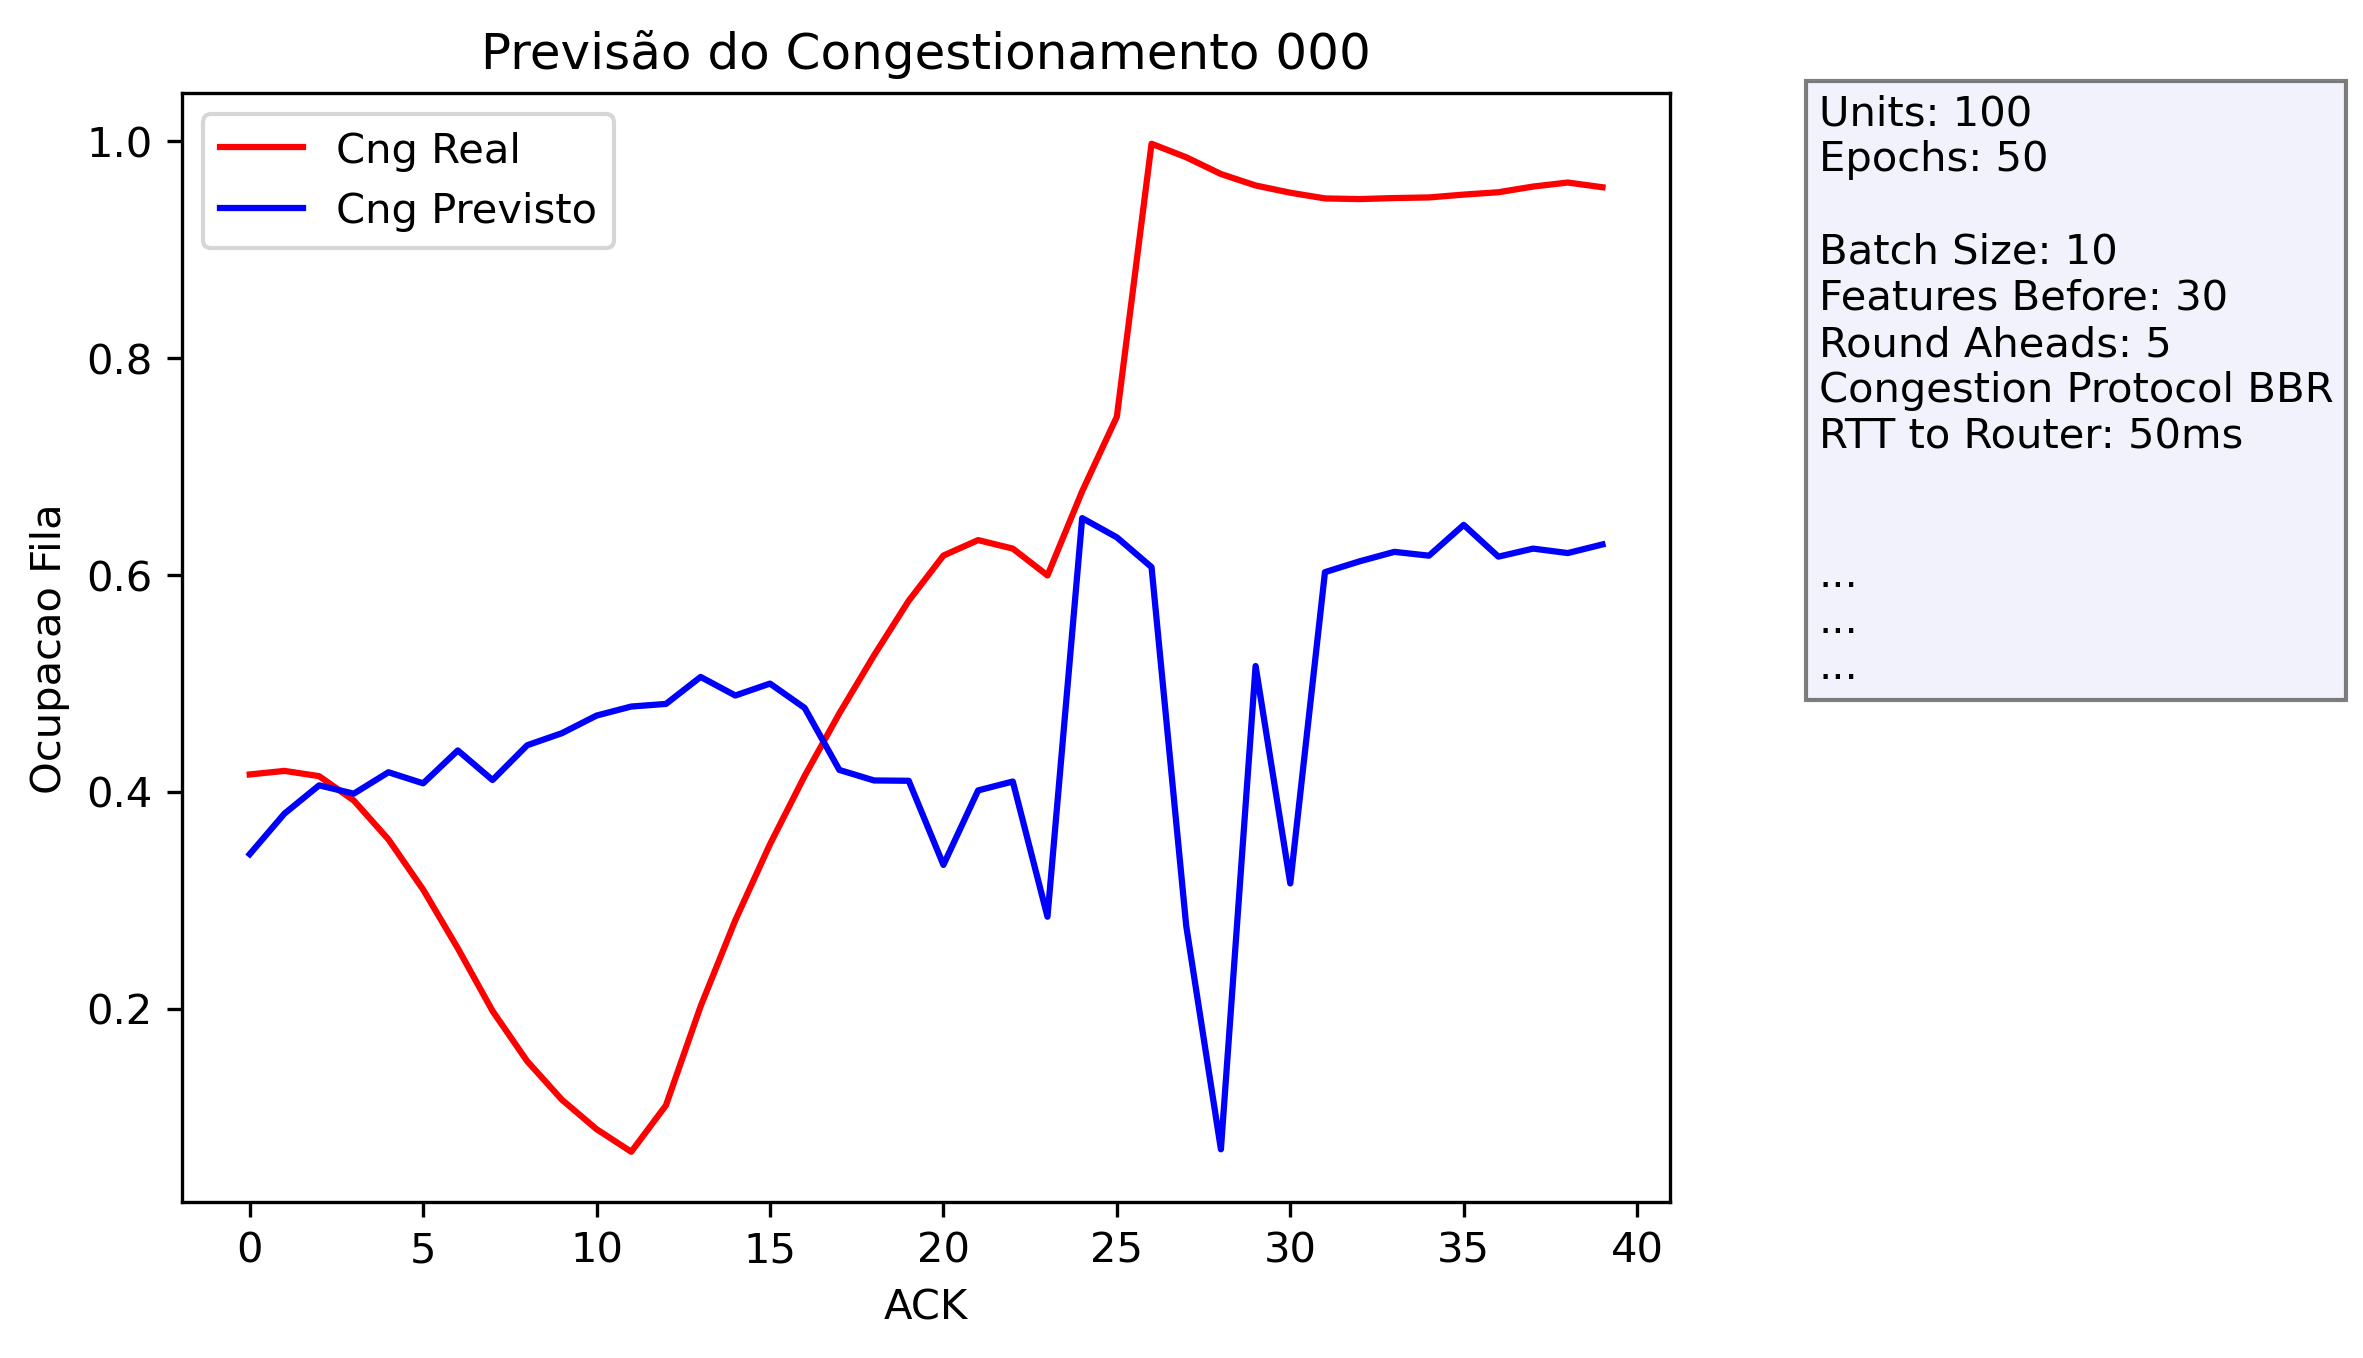 Previsão do Congestionamento 000
Cng Real
Cng Previsto
1.0
0.8
0.6
0.4
0.2
Ocupacao Fila
0 5 10 15 20 25 30 35 40
ACK
Units: 100
Epochs: 50
Batch Size: 10
Features Before: 30
Round Aheads: 5
Congestion Protocol BBR
RTT to Router: 50ms
...
...
...